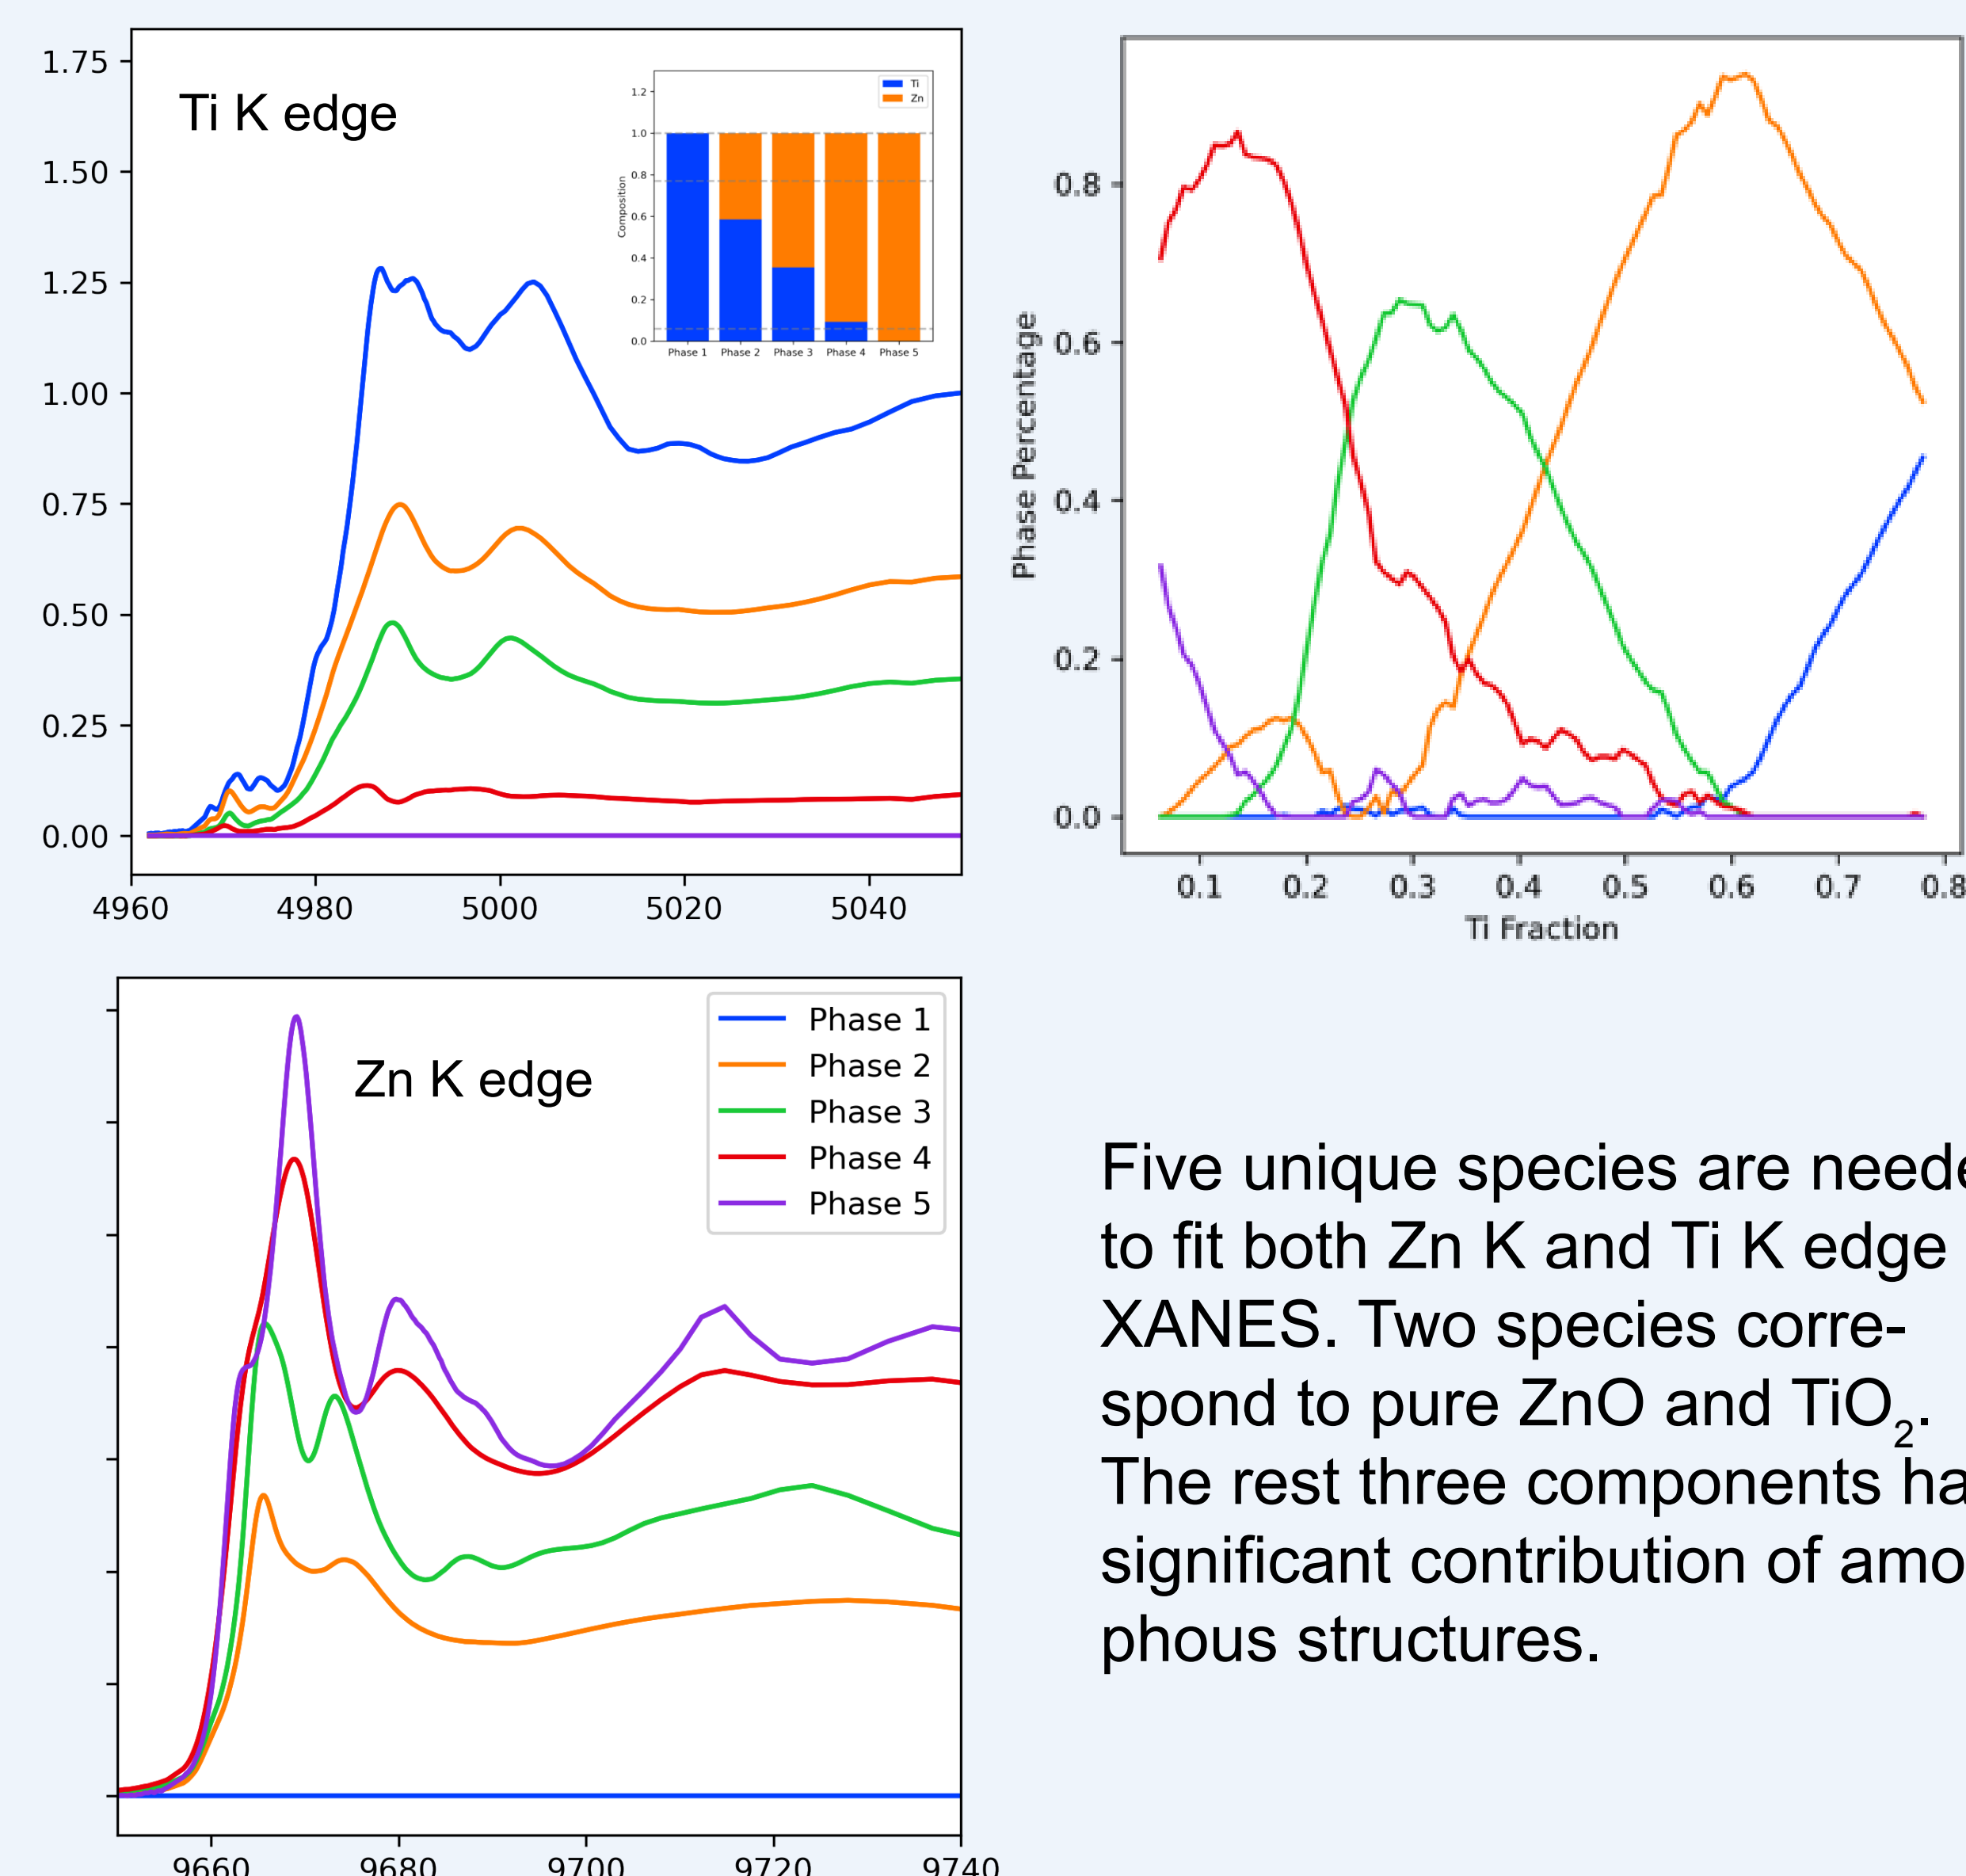 1.75
1.50
1.25
1.00
0.75
0.50
0.25
0.00
4960 4980 5000 5020 5040
Ti K edge
Ti
Zn
1.2
1.0
0.8
0.6
0.4
0.2
0.0
Composition
Phase 1 Phase 2 Phase 3 Phase 4 Phase 5
Phase Percentage
0.8
0.6
0.4
0.2
0.0
0.1 0.2 0.3 0.4 0.5 0.6 0.7 0.8
Ti Fraction
Zn K edge
Phase 1
Phase 2
Phase 3
Phase 4
Phase 5
9660 9680 9700 9720 9740
Five unique species are neede
to fit both Zn K and Ti K edge
XANES. Two species corre-
spond to pure ZnO and TiO₂.
The rest three components ha
significant contribution of amo
phous structures.